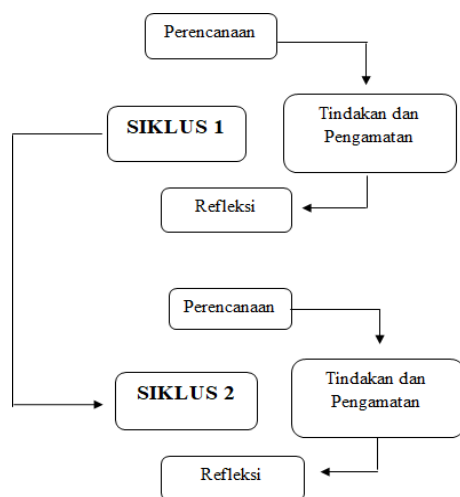 Perencanaan
Tindakan dan
Pengamatan
SIKLUS 1
Refleksi
Perencanaan
Tindakan dan
Pengamatan
SIKLUS 2
Refleksi